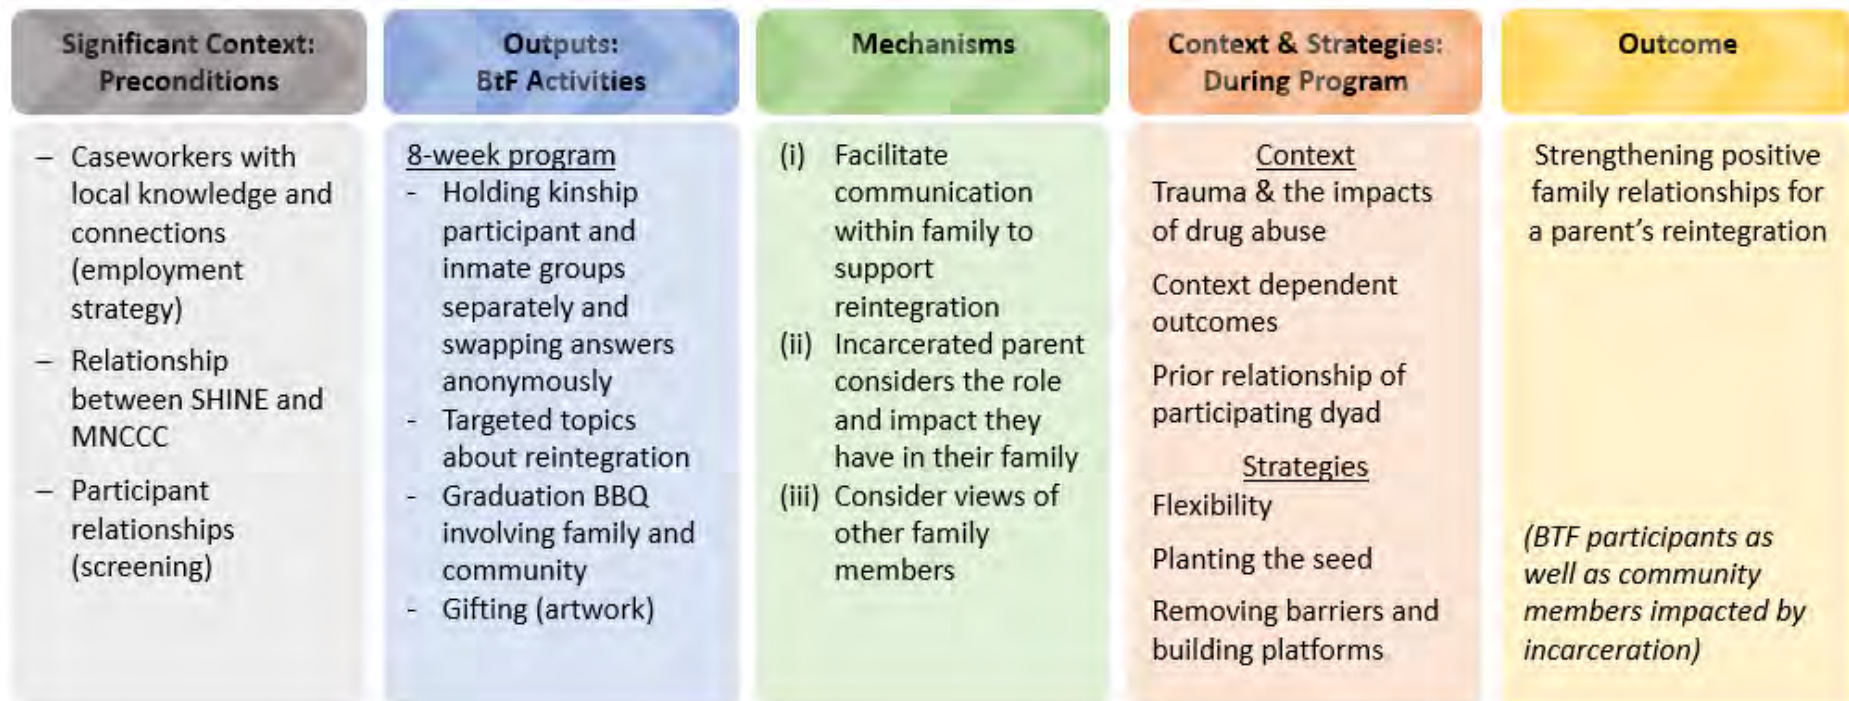 Significant Context:
Preconditions
– Caseworkers with
local knowledge and
connections
(employment
strategy)
– Relationship
between SHINE and
MNCCC
– Participant
relationships
(screening)
Outputs:
BtF Activities
8-week program
- Holding kinship
participant and
inmate groups
separately and
swapping answers
anonymously
- Targeted topics
about reintegration
- Graduation BBQ
involving family and
community
- Gifting (artwork)
Mechanisms
(i) Facilitate
communication
within family to
support
reintegration
(ii) Incarcerated parent
considers the role
and impact they
have in their family
(iii) Consider views of
other family
members
Context & Strategies:
During Program
Context
Trauma & the impacts
of drug abuse
Context dependent
outcomes
Prior relationship of
participating dyad
Strategies
Flexibility
Planting the seed
Removing barriers and
building platforms
Outcome
Strengthening positive
family relationships for
a parent’s reintegration
(BTF participants as
well as community
members impacted by
incarceration)